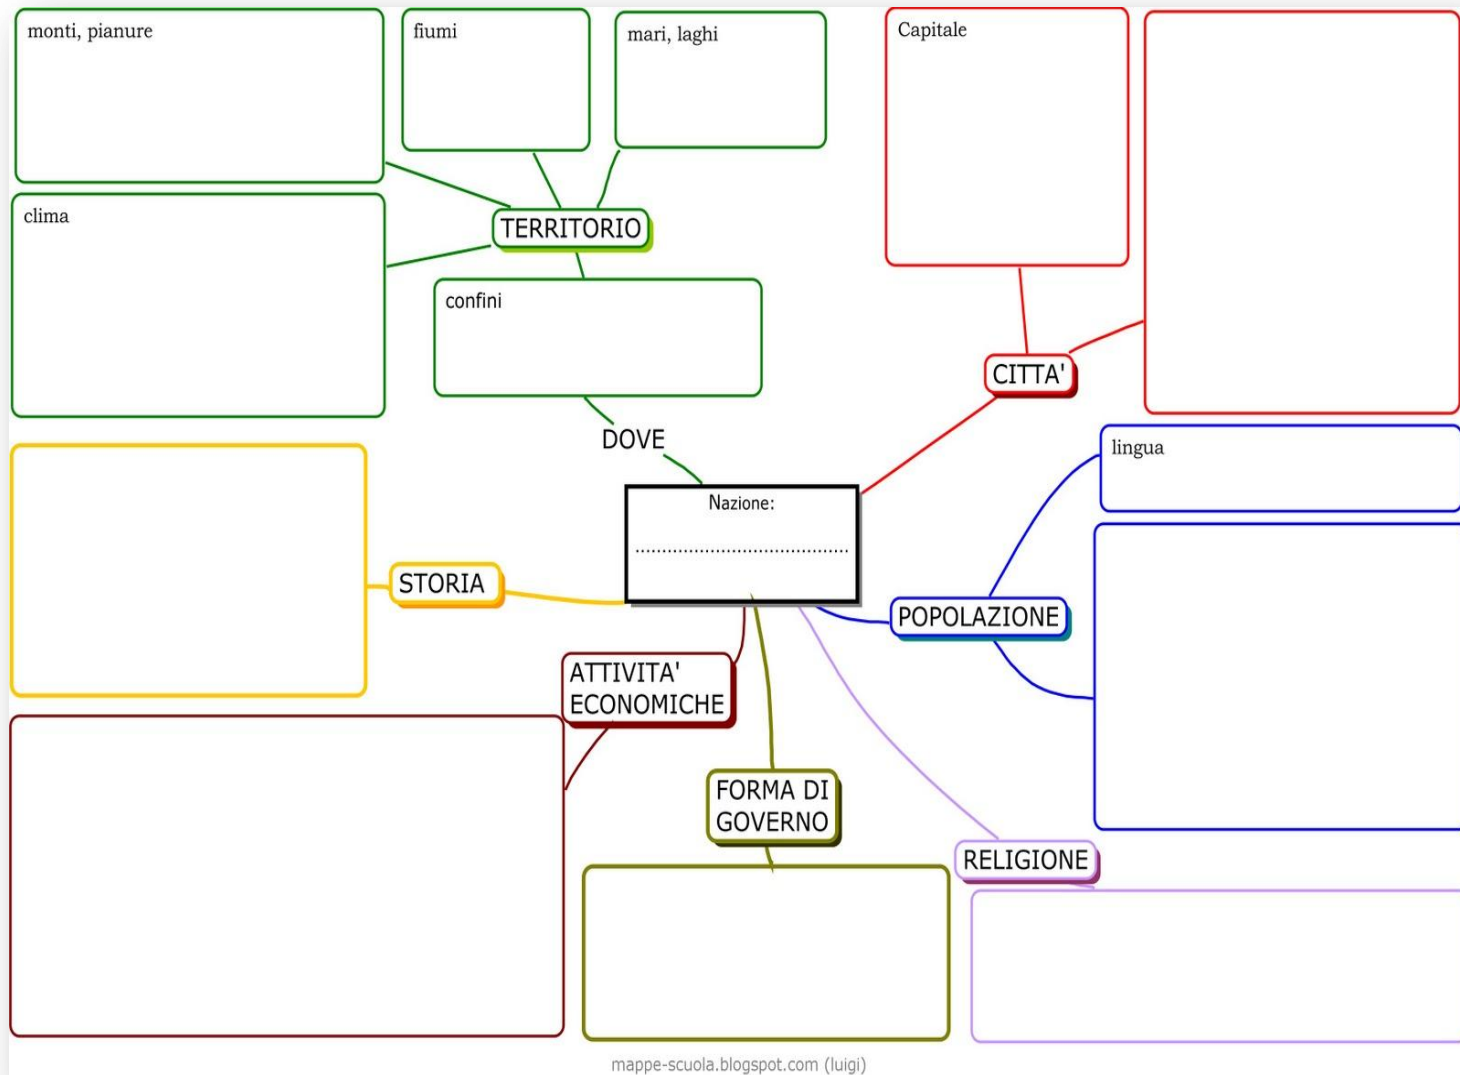 monti, pianure
fiumi
mari, laghi
Capitale
clima
TERRITORIO
confini
CITTA'
DOVE
lingua
Nazione:
........................................
STORIA
POPOLAZIONE
ATTIVITA'
ECONOMICHE
FORMA DI
GOVERNO
RELIGIONE
mappe-scuola.blogspot.com (luigi)